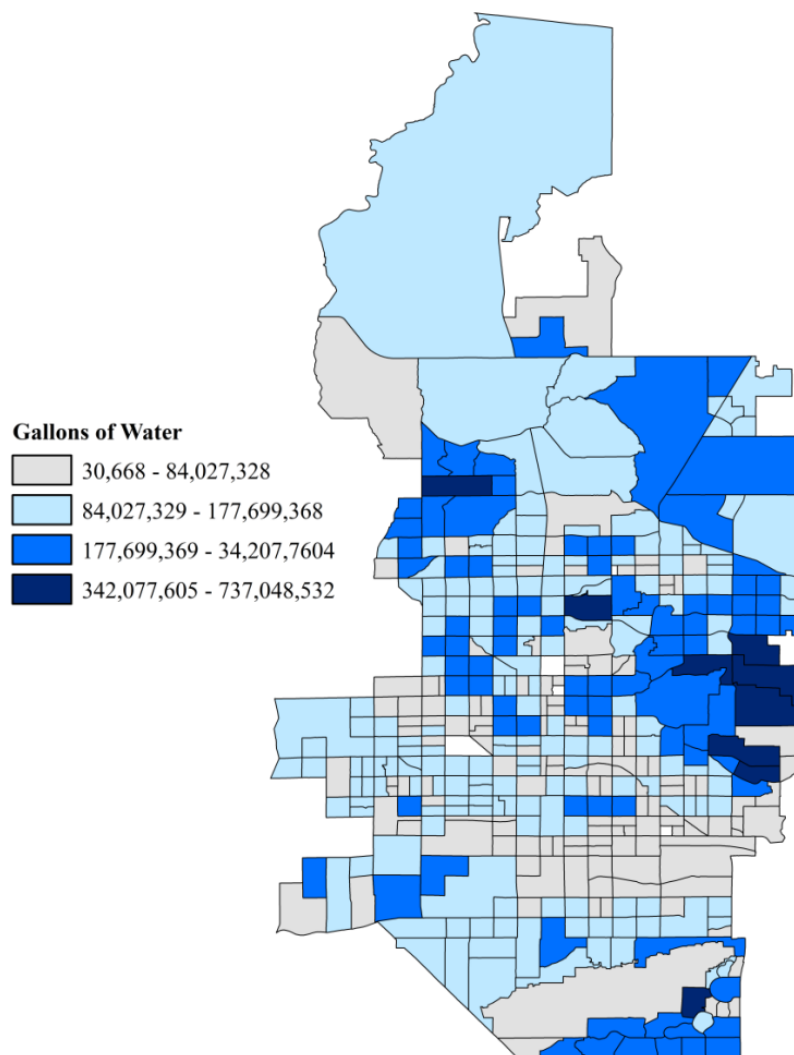 Gallons of Water
30,668 - 84,027,328
84,027,329 - 177,699,368
177,699,369 - 34,207,7604
342,077,605 - 737,048,532